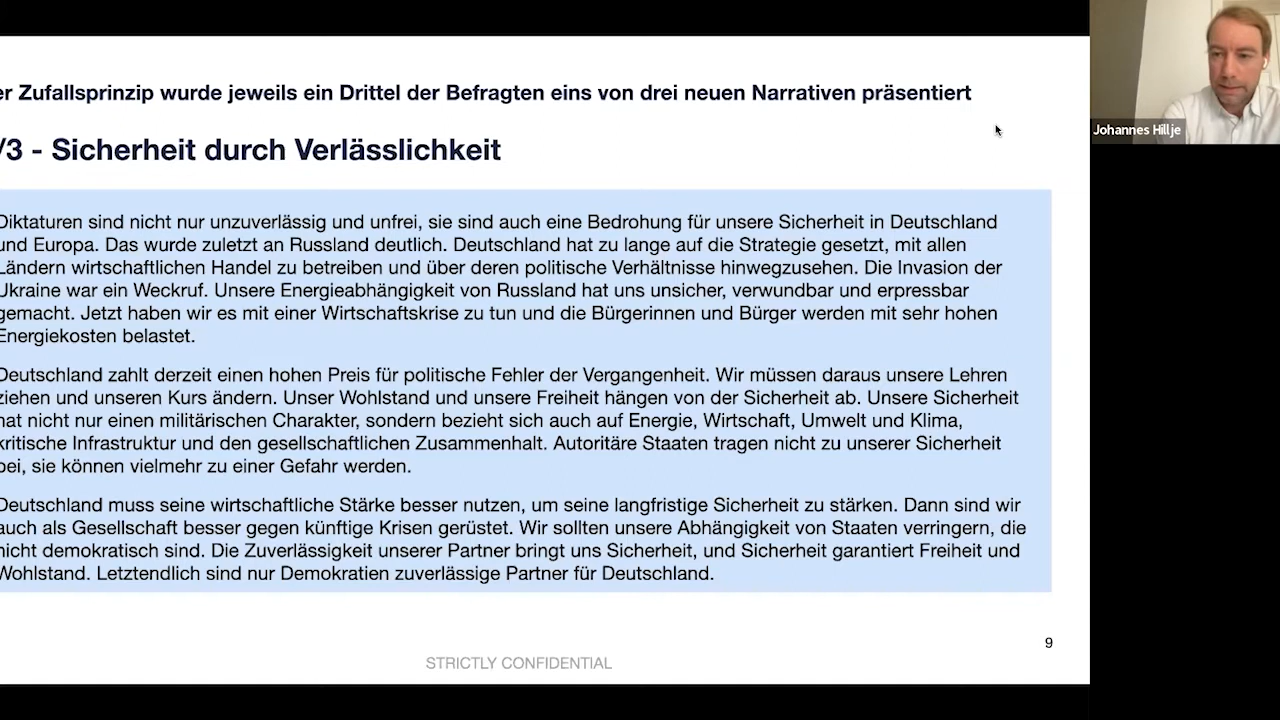 er Zufallsprinzip wurde jeweils ein Drittel der Befragten eins von drei neuen Narrativen präsentiert
/3 - Sicherheit durch Verlässlichkeit
Diktaturen sind nicht nur unzuverlässig und unfrei, sie sind auch eine Bedrohung für unsere Sicherheit in Deutschland
und Europa. Das wurde zuletzt an Russland deutlich. Deutschland hat zu lange auf die Strategie gesetzt, mit allen
Ländern wirtschaftlichen Handel zu betreiben und über deren politische Verhältnisse hinwegzusehen. Die Invasion der
Ukraine war ein Weckruf. Unsere Energieabhängigkeit von Russland hat uns unsicher, verwundbar und erpressbar
gemacht. Jetzt haben wir es mit einer Wirtschaftskrise zu tun und die Bürgerinnen und Bürger werden mit sehr hohen
Energiekosten belastet.
Deutschland zahlt derzeit einen hohen Preis für politische Fehler der Vergangenheit. Wir müssen daraus unsere Lehren
ziehen und unseren Kurs ändern. Unser Wohlstand und unsere Freiheit hängen von der Sicherheit ab. Unsere Sicherheit
hat nicht nur einen militärischen Charakter, sondern bezieht sich auch auf Energie, Wirtschaft, Umwelt und Klima,
kritische Infrastruktur und den gesellschaftlichen Zusammenhalt. Autoritäre Staaten tragen nicht zu unserer Sicherheit
bei, sie können vielmehr zu einer Gefahr werden.
Deutschland muss seine wirtschaftliche Stärke besser nutzen, um seine langfristige Sicherheit zu stärken. Dann sind wir
auch als Gesellschaft besser gegen künftige Krisen gerüstet. Wir sollten unsere Abhängigkeit von Staaten verringern, die
nicht demokratisch sind. Die Zuverlässigkeit unserer Partner bringt uns Sicherheit, und Sicherheit garantiert Freiheit und
Wohlstand. Letztendlich sind nur Demokratien zuverlässige Partner für Deutschland.
9
STRICTLY CONFIDENTIAL
Johannes Hillje